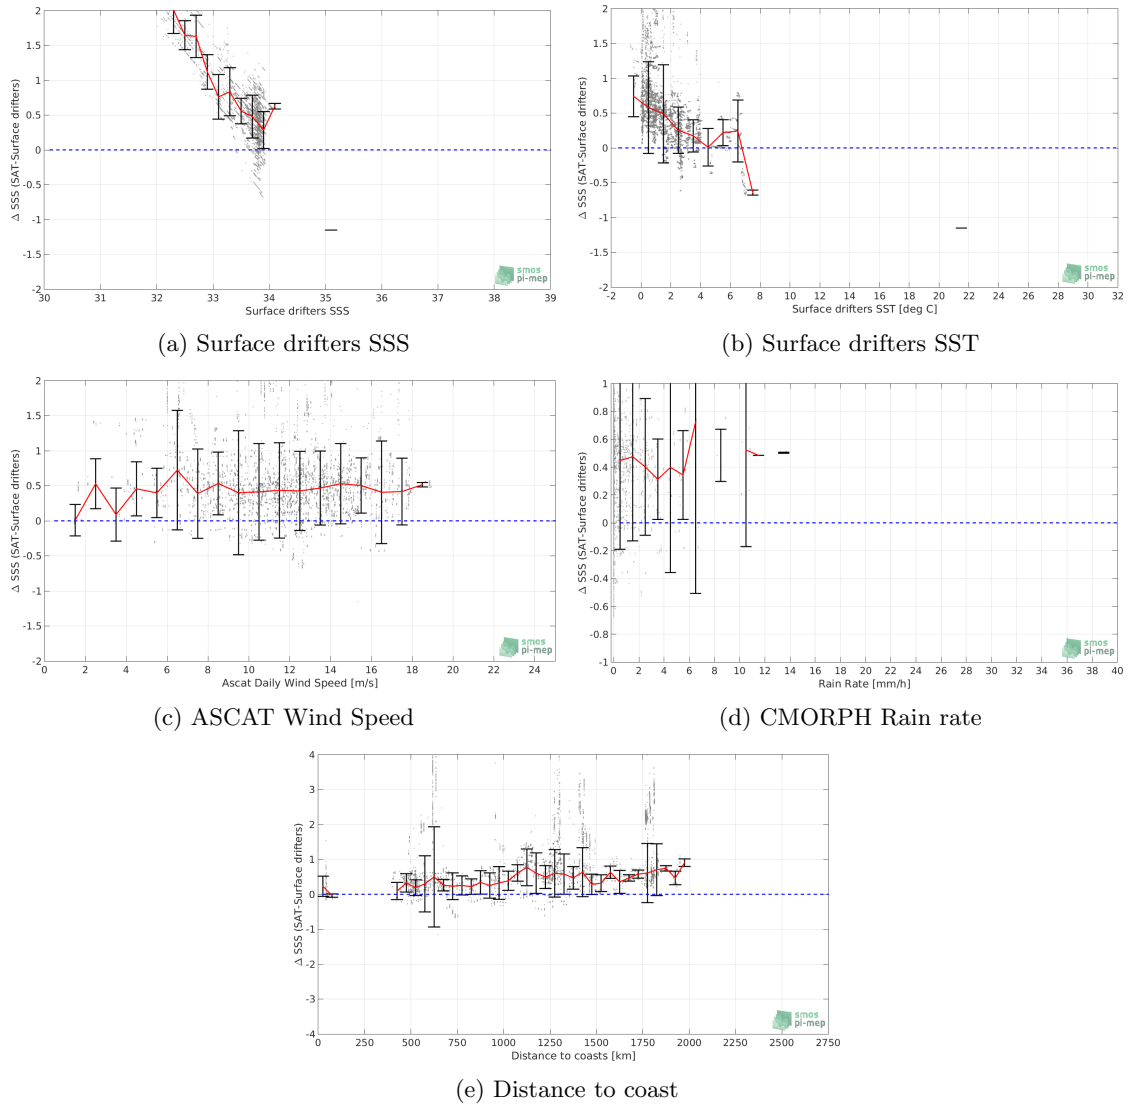 2
1.5
1
0.5
0
-0.5
-1
-1.5
-2
Δ SSS (SAT-Surface drifters)
30 31 32 33 34 35 36 37 38 39
Surface drifters SSS
smos
pi-mep
(a) Surface drifters SSS
2
1.5
1
0.5
0
-0.5
-1
-1.5
-2
Δ SSS (SAT-Surface drifters)
-2 0 2 4 6 8 10 12 14 16 18 20 22 24 26 28 30 32
Surface drifters SST [deg C]
smos
pi-mep
(b) Surface drifters SST
2
1.5
1
0.5
0
-0.5
-1
-1.5
-2
Δ SSS (SAT-Surface drifters)
2 4 6 8 10 12 14 16 18 20 22 24
Ascat Daily Wind Speed [m/s]
smos
pi-mep
(c) ASCAT Wind Speed
1
0.8
0.6
0.4
0.2
0
-0.2
-0.4
-0.6
-0.8
-1
Δ SSS (SAT-Surface drifters)
0 2 4 6 8 10 12 14 16 18 20 22 24 26 28 30 32 34 36 38 40
Rain Rate [mm/h]
smos
pi-mep
(d) CMORPH Rain rate
4
3
2
1
0
-1
-2
-3
-4
Δ SSS (SAT-Surface drifters)
0 250 500 750 1000 1250 1500 1750 2000 2250 2500 2750
Distance to coasts [km]
smos
pi-mep
(e) Distance to coast